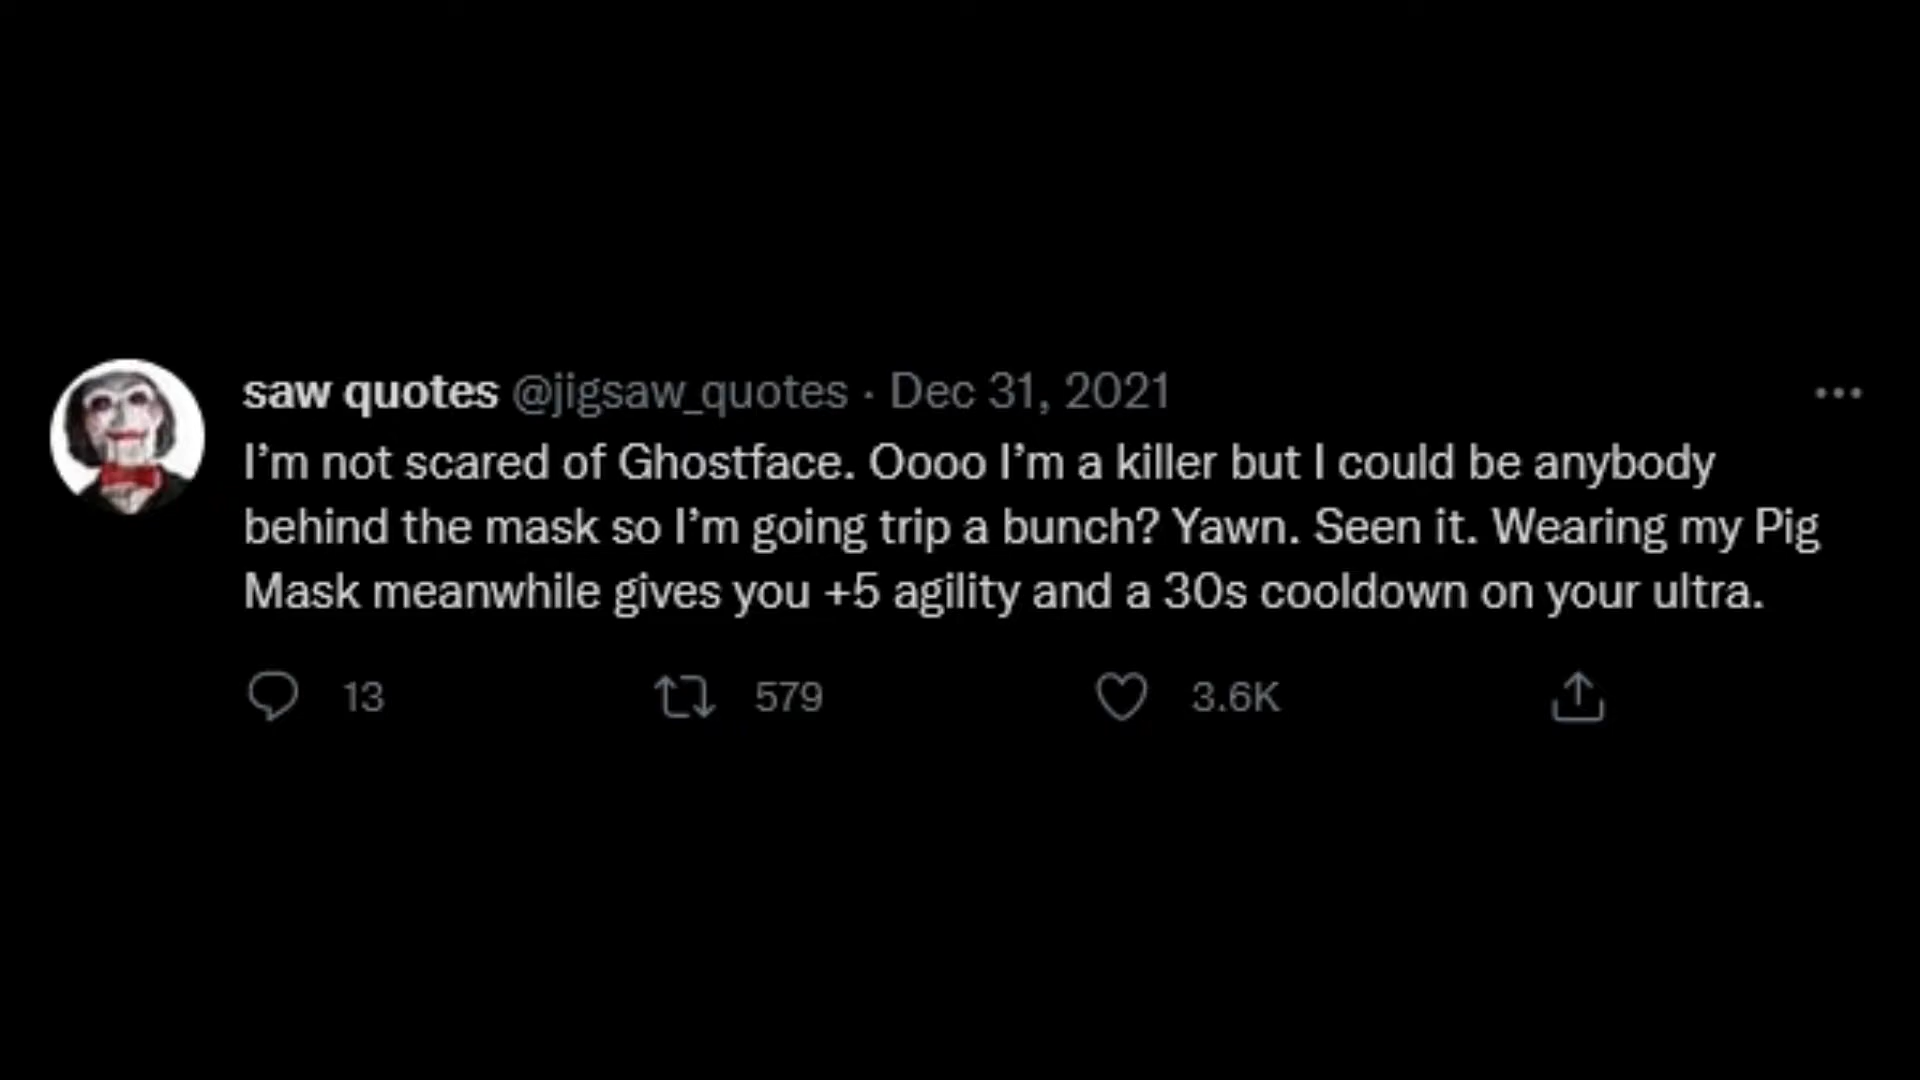 saw quotes @jigsaw_quotes · Dec 31, 2021
I’m not scared of Ghostface. Oooo I’m a killer but I could be anybody
behind the mask so I’m going trip a bunch? Yawn. Seen it. Wearing my Pig
Mask meanwhile gives you +5 agility and a 30s cooldown on your ultra.
13 579 3.6K